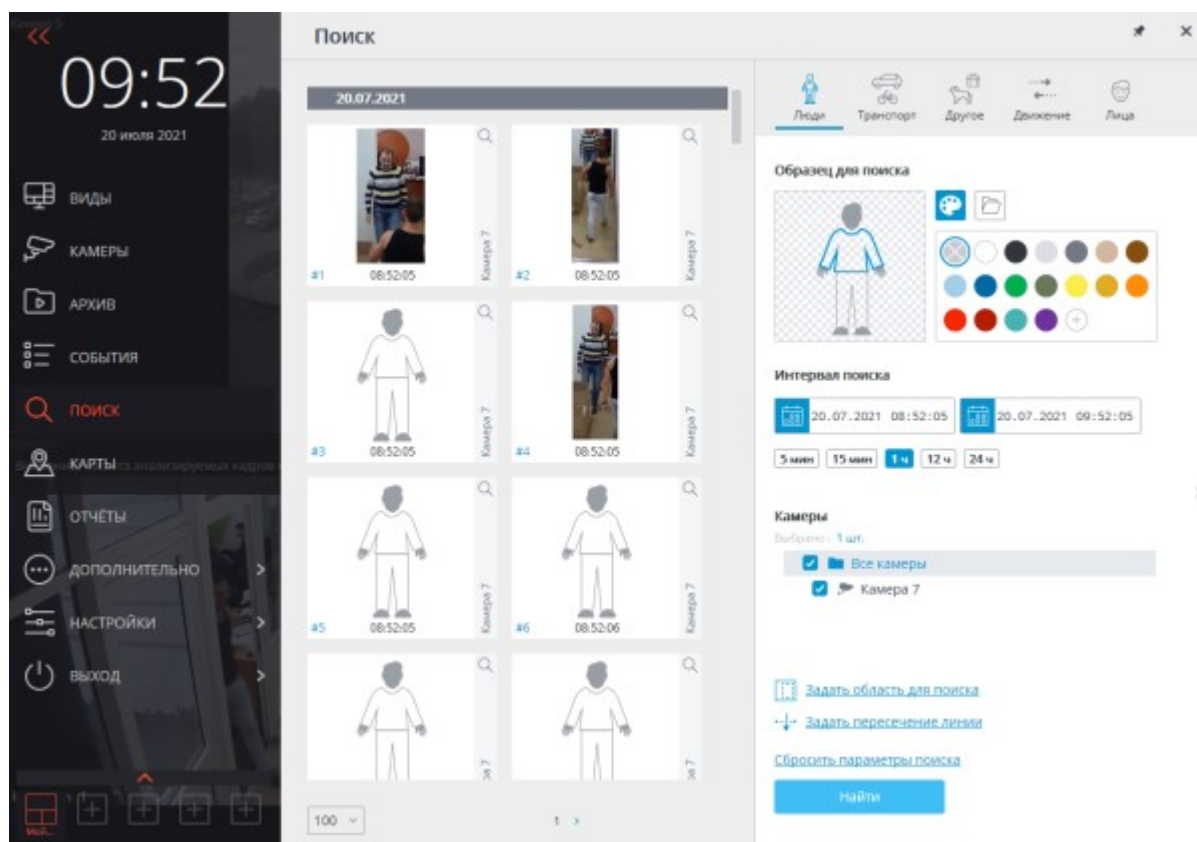 Камера 5
Поиск
09:52
20 июля 2021
ВИДЫ
КАМЕРЫ
АРХИВ
СОБЫТИЯ
ПОИСК
КАРТЫ
ОТЧЁТЫ
ДОПОЛНИТЕЛЬНО
НАСТРОЙКИ
ВЫХОД
Мой...
20.07.2021
#1 08:52:05 Камера 7
#2 08:52:05 Камера 7
#3 08:52:05 Камера 7
#4 08:52:05 Камера 7
#5 08:52:05 Камера 7
#6 08:52:06 Камера 7
100
1
Люди Транспорт Другое Движение Лица
Образец для поиска
Интервал поиска
20.07.2021 08:52:05 20.07.2021 09:52:05
5 мин 15 мин 1 ч 12 ч 24 ч
Камеры
Выбрано: 1 шт.
Все камеры
Камера 7
Задать область для поиска
Задать пересечение линии
Сбросить параметры поиска
Найти